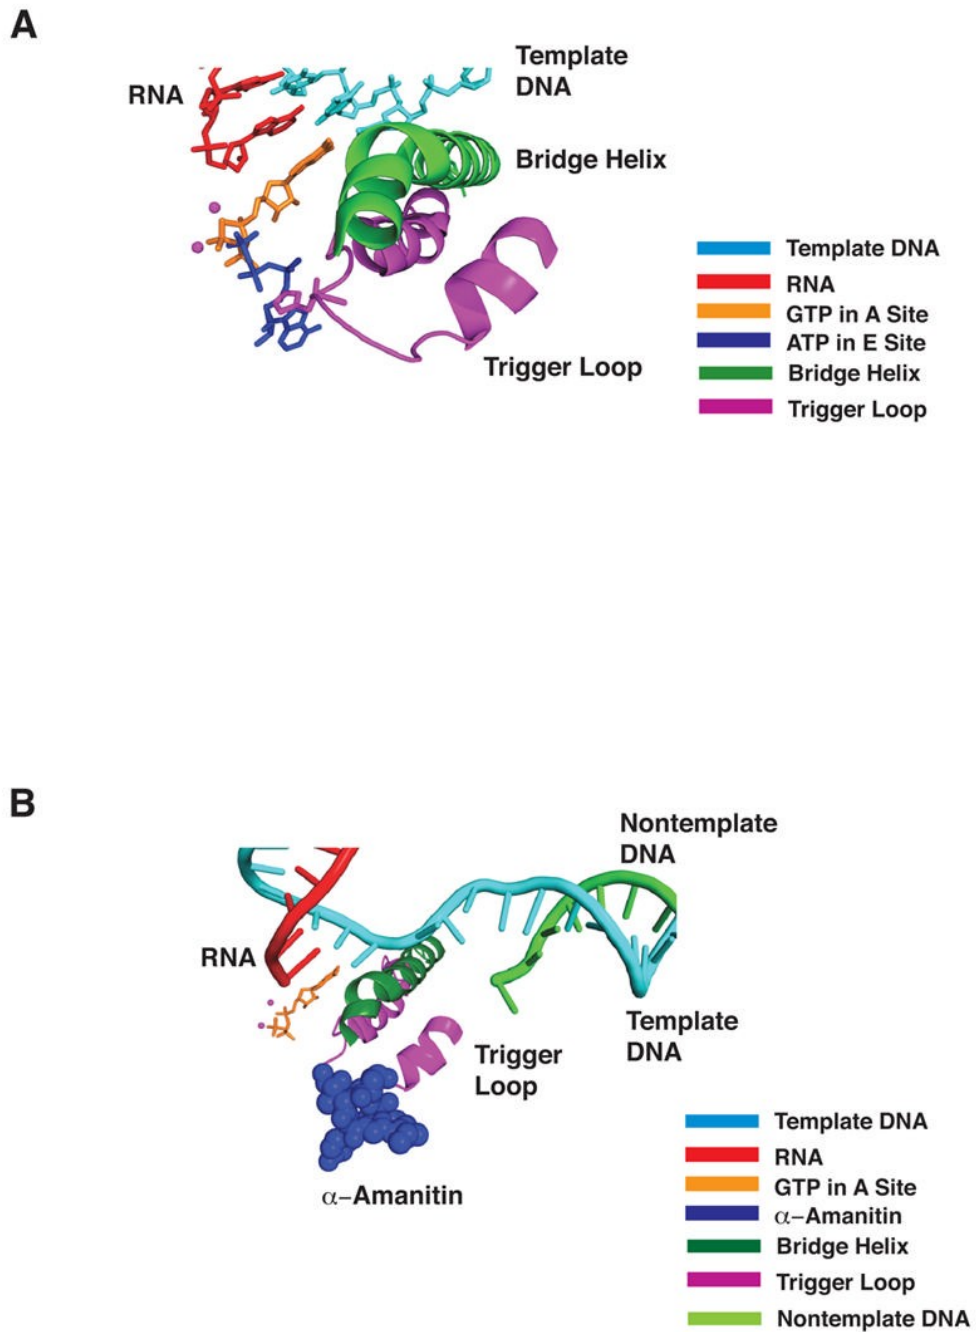 A
Template
DNA
RNA
Bridge Helix
Template DNA
RNA
GTP in A Site
ATP in E Site
Bridge Helix
Trigger Loop
Trigger Loop
B
Nontemplate
DNA
RNA
Template
DNA
Trigger
Loop
α–Amanitin
Template DNA
RNA
GTP in A Site
α–Amanitin
Bridge Helix
Trigger Loop
Nontemplate DNA